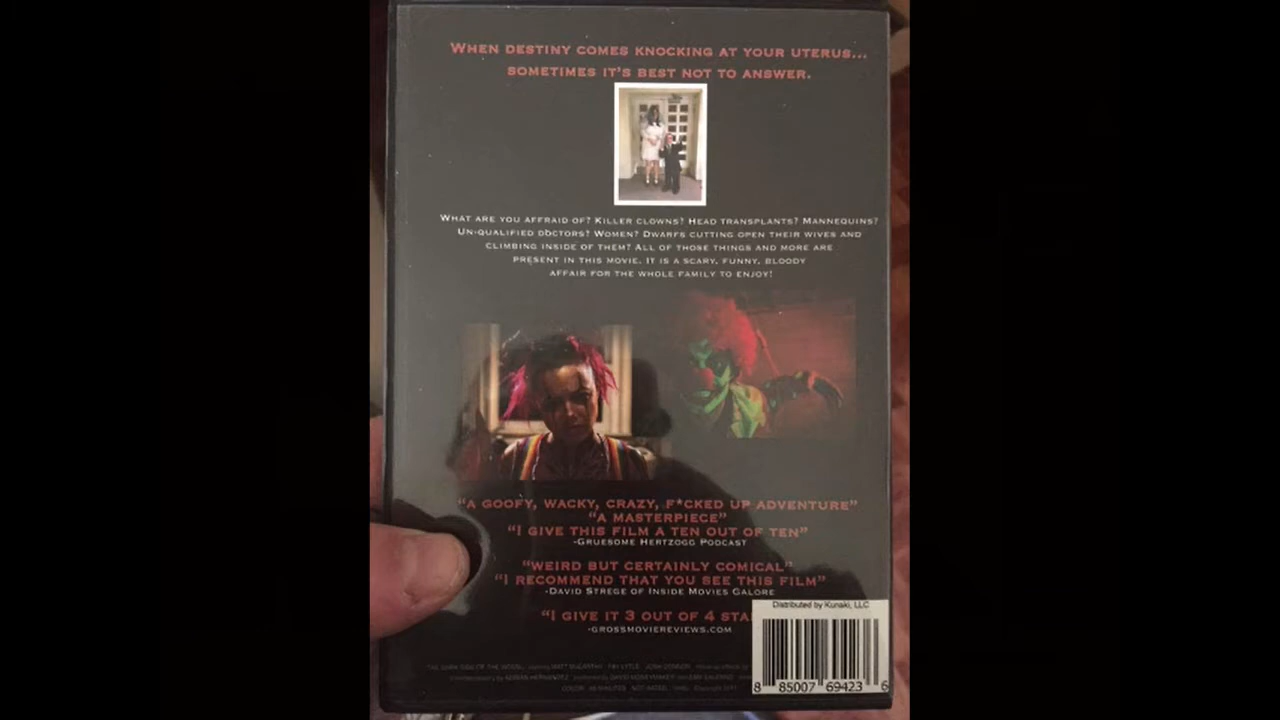 WHEN DESTINY COMES KNOCKING AT YOUR UTERUS...
SOMETIMES IT'S BEST NOT TO ANSWER.
WHAT ARE YOU AFFRAID OF? KILLER CLOWNS? HEAD TRANSPLANTS? MANNEQUINS?
UN-QUALIFIED DOCTORS? WOMEN? DWARFS CUTTING OPEN THEIR WIVES AND
CLIMBING INSIDE OF THEM? ALL OF THOSE THINGS AND MORE ARE
PRESENT IN THIS MOVIE. IT IS A SCARY, FUNNY, BLOODY
AFFAIR FOR THE WHOLE FAMILY TO ENJOY!
"A GOOFY, WACKY, CRAZY, F*CKED UP ADVENTURE"
"A MASTERPIECE"
"I GIVE THIS FILM A TEN OUT OF TEN"
-GRUESOME HERTZOGG PODCAST
"WEIRD BUT CERTAINLY COMICAL"
"I RECOMMEND THAT YOU SEE THIS FILM"
-DAVID STREGE OF INSIDE MOVIES GALORE
"I GIVE IT 3 OUT OF 4
-GROSSMOVIEREVIEWS.COM
Distributed by Kunaki, LLC
8 85007 69423 6